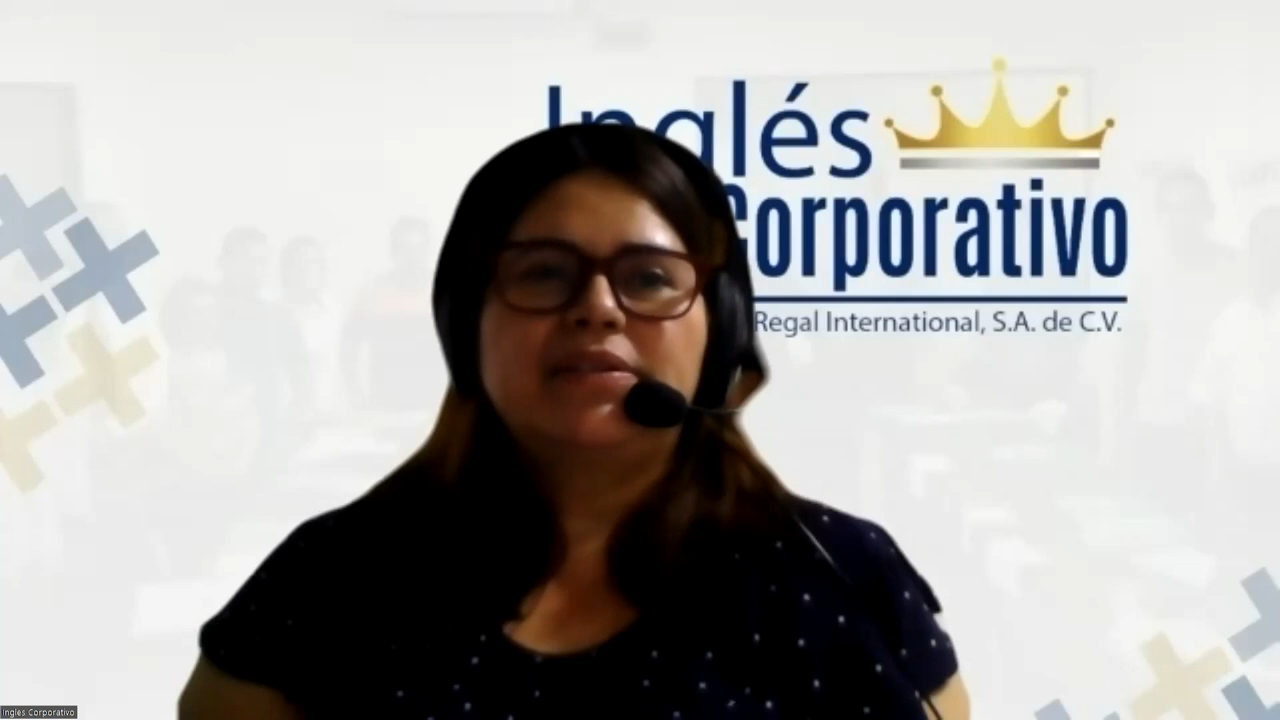 Inglés
Corporativo
Regal International, S.A. de C.V.
Ingles Corporativo